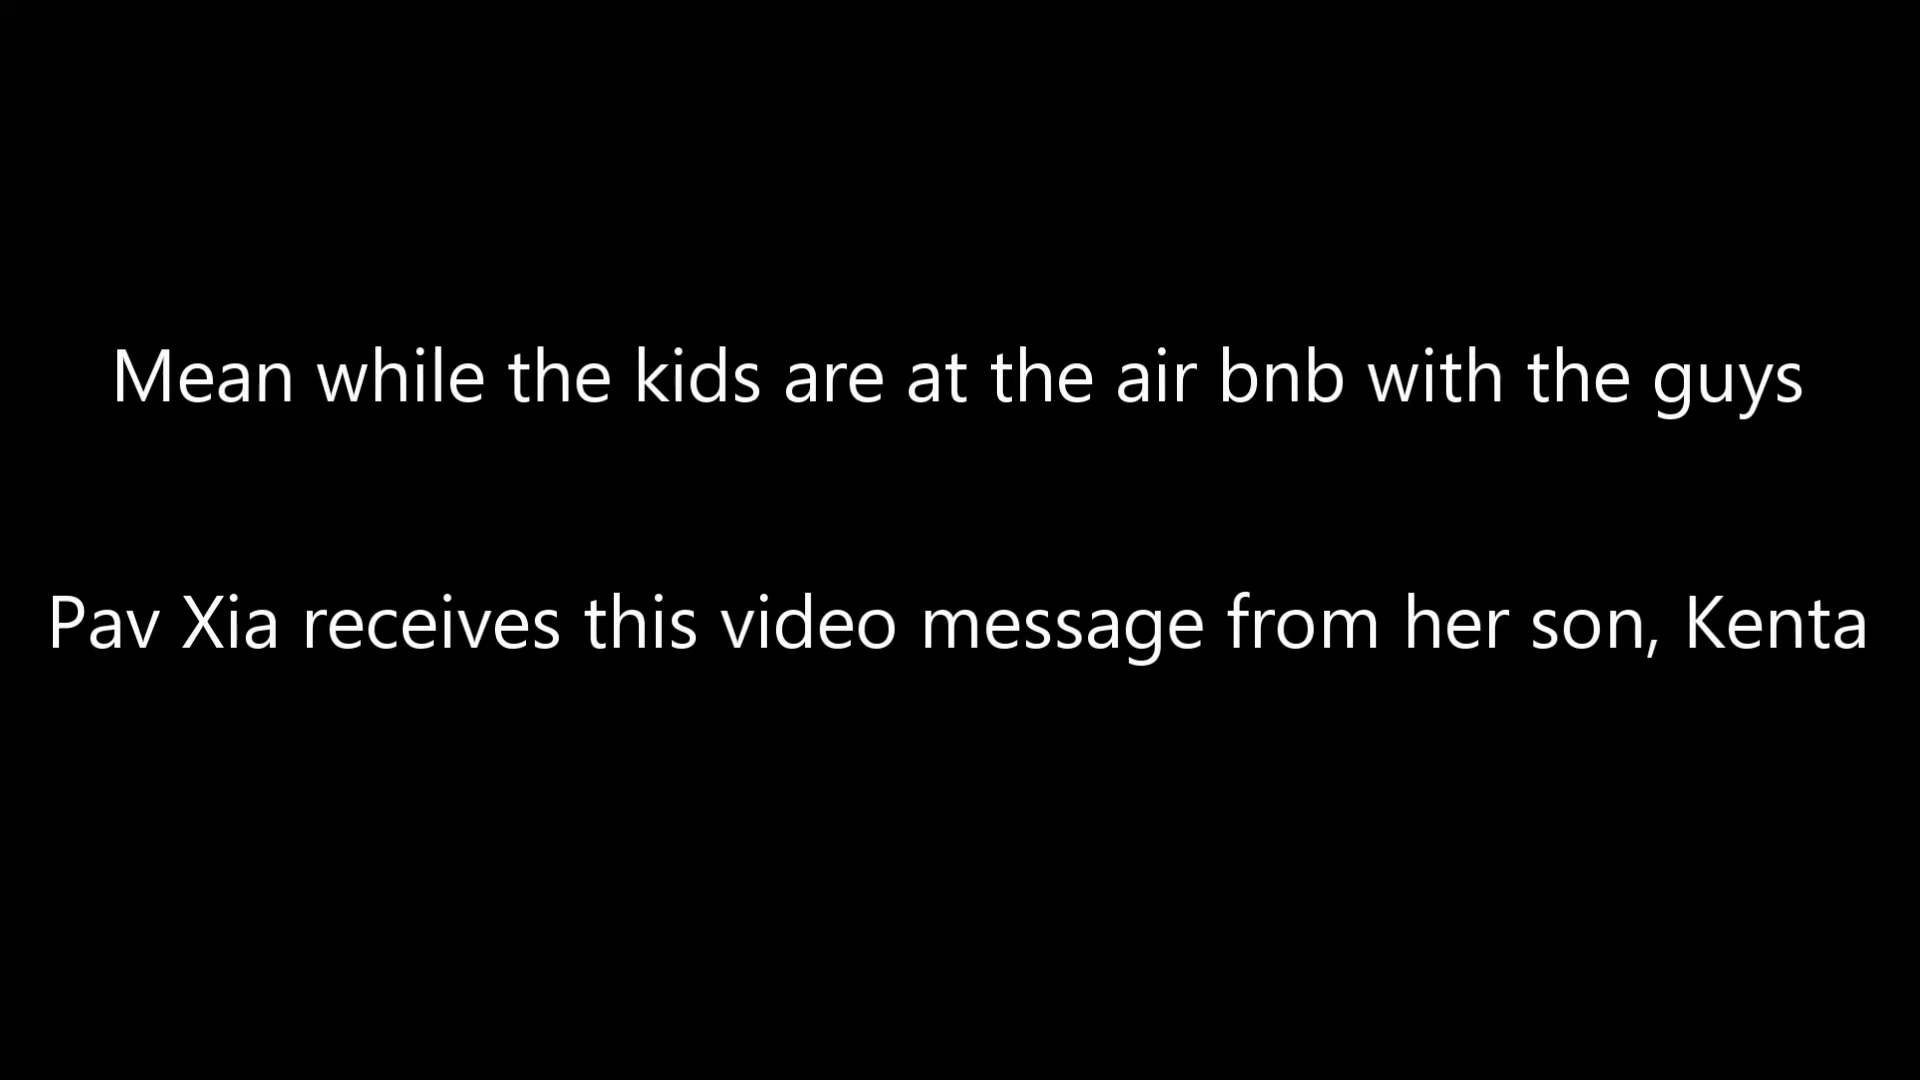 Mean while the kids are at the air bnb with the guys
Pav Xia receives this video message from her son, Kenta